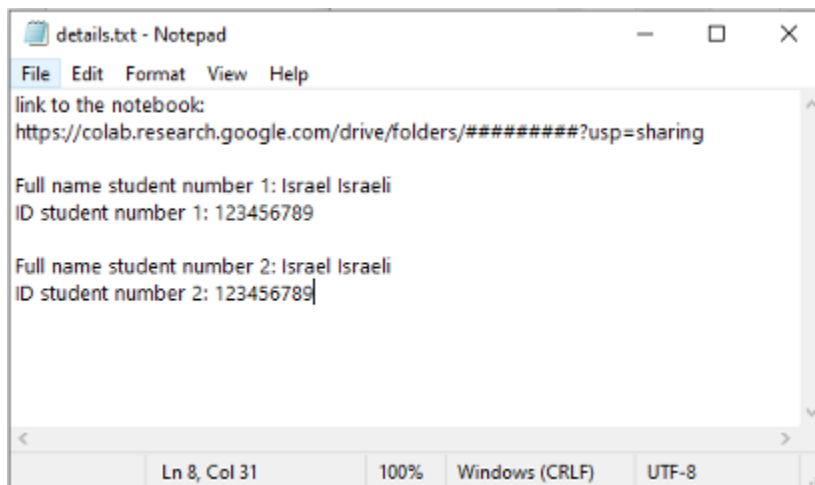 details.txt - Notepad
File Edit Format View Help
link to the notebook:
https://colab.research.google.com/drive/folders/#########?usp=sharing
Full name student number 1: Israel Israeli
ID student number 1: 123456789
Full name student number 2: Israel Israeli
ID student number 2: 123456789
Ln 8, Col 31 100% Windows (CRLF) UTF-8